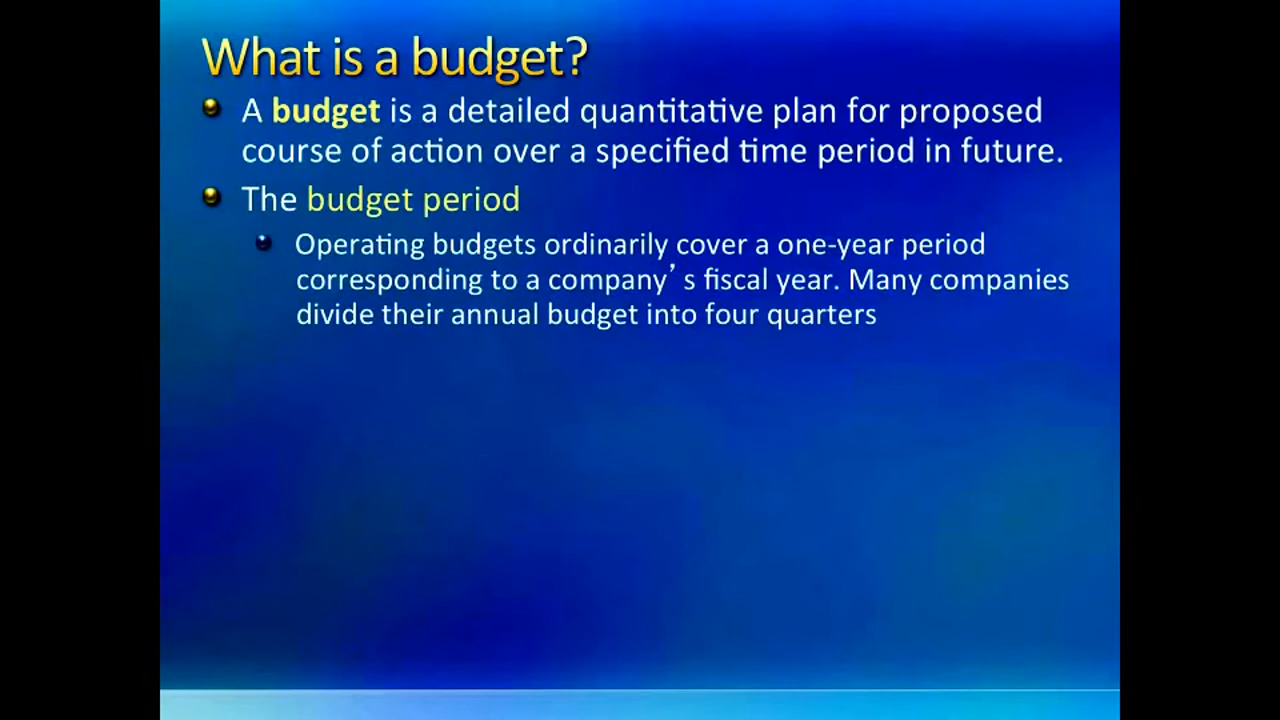 What is a budget?
A budget is a detailed quantitative plan for proposed
course of action over a specified time period in future.
The budget period
Operating budgets ordinarily cover a one-year period
corresponding to a company’s fiscal year. Many companies
divide their annual budget into four quarters